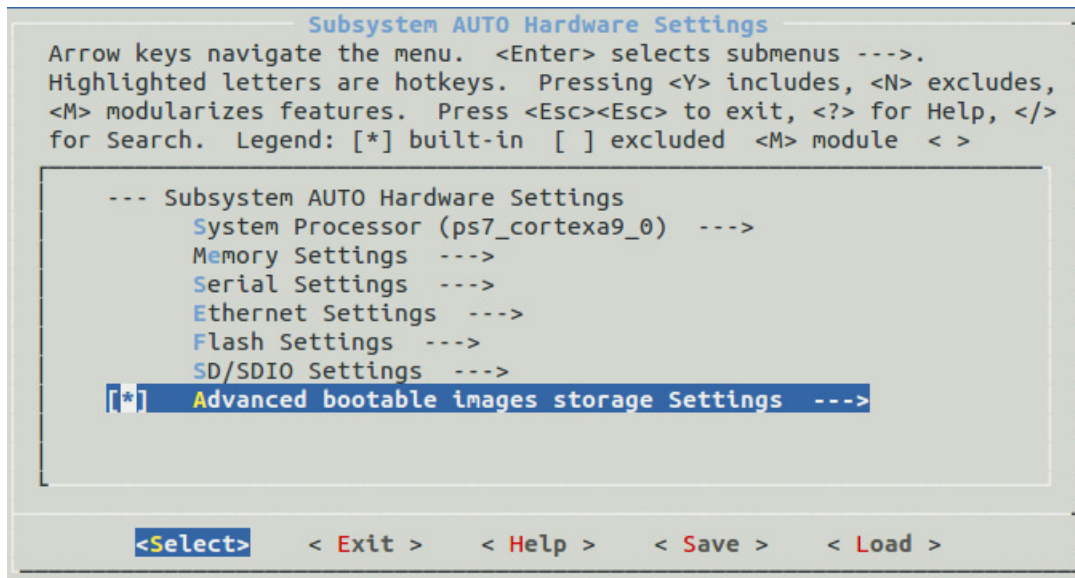 Subsystem AUTO Hardware Settings
Arrow keys navigate the menu.  <Enter> selects submenus --->.
Highlighted letters are hotkeys.  Pressing <Y> includes, <N> excludes,
<M> modularizes features.  Press <Esc><Esc> to exit, <?> for Help, </>
for Search.  Legend: [*] built-in  [ ] excluded  <M> module  < >
--- Subsystem AUTO Hardware Settings
System Processor (ps7_cortexa9_0)  --->
Memory Settings  --->
Serial Settings  --->
Ethernet Settings  --->
Flash Settings  --->
SD/SDIO Settings  --->
[*]   Advanced bootable images storage Settings  --->
<Select>    < Exit >    < Help >    < Save >    < Load >